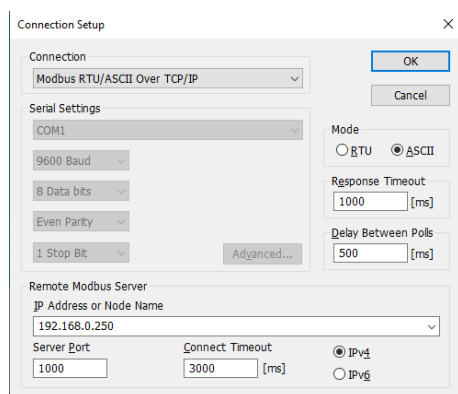 Connection Setup
Connection
OK
Modbus RTU/ASCII Over TCP/IP
Cancel
Serial Settings
COM1
Mode
RTU ASCII
9600 Baud
Response Timeout
8 Data bits
1000 [ms]
Even Parity
Delay Between Polls
1 Stop Bit Advanced... 500 [ms]
Remote Modbus Server
IP Address or Node Name
192.168.0.250
Server Port Connect Timeout IPv4
1000 3000 [ms]
IPv6